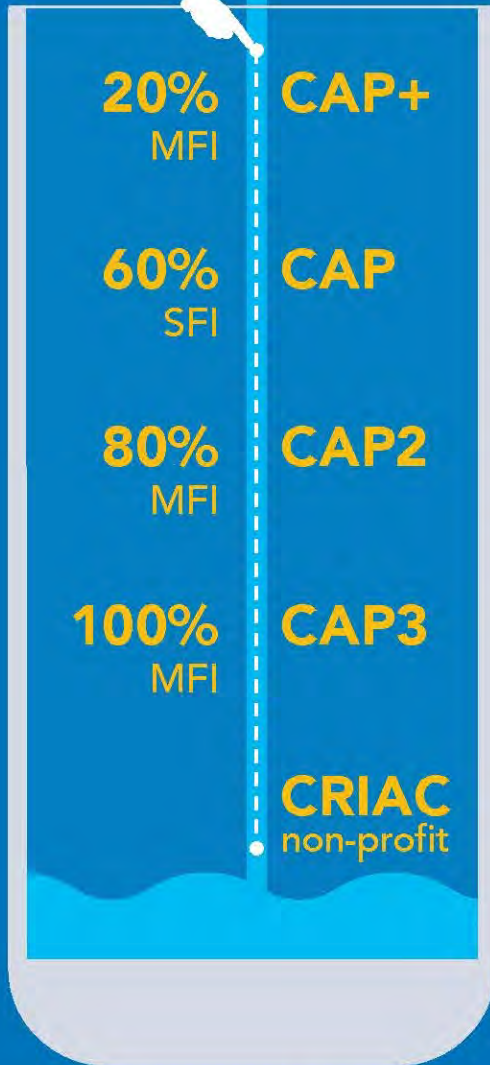 20% CAP+
MFI
60% CAP
SFI
80% CAP2
MFI
100% CAP3
MFI
CRIAC
non-profit